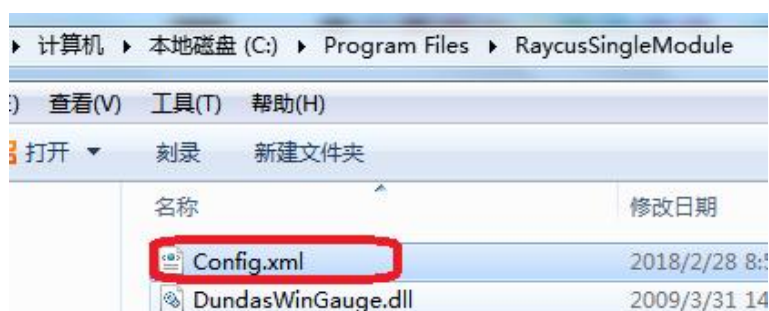 计算机 本地磁盘 (C:) Program Files RaycusSingleModule
) 查看(V) 工具(T) 帮助(H)
打开 刻录 新建文件夹
名称 修改日期
Config.xml 2018/2/28 8:5
DundasWinGauge.dll 2009/3/31 14